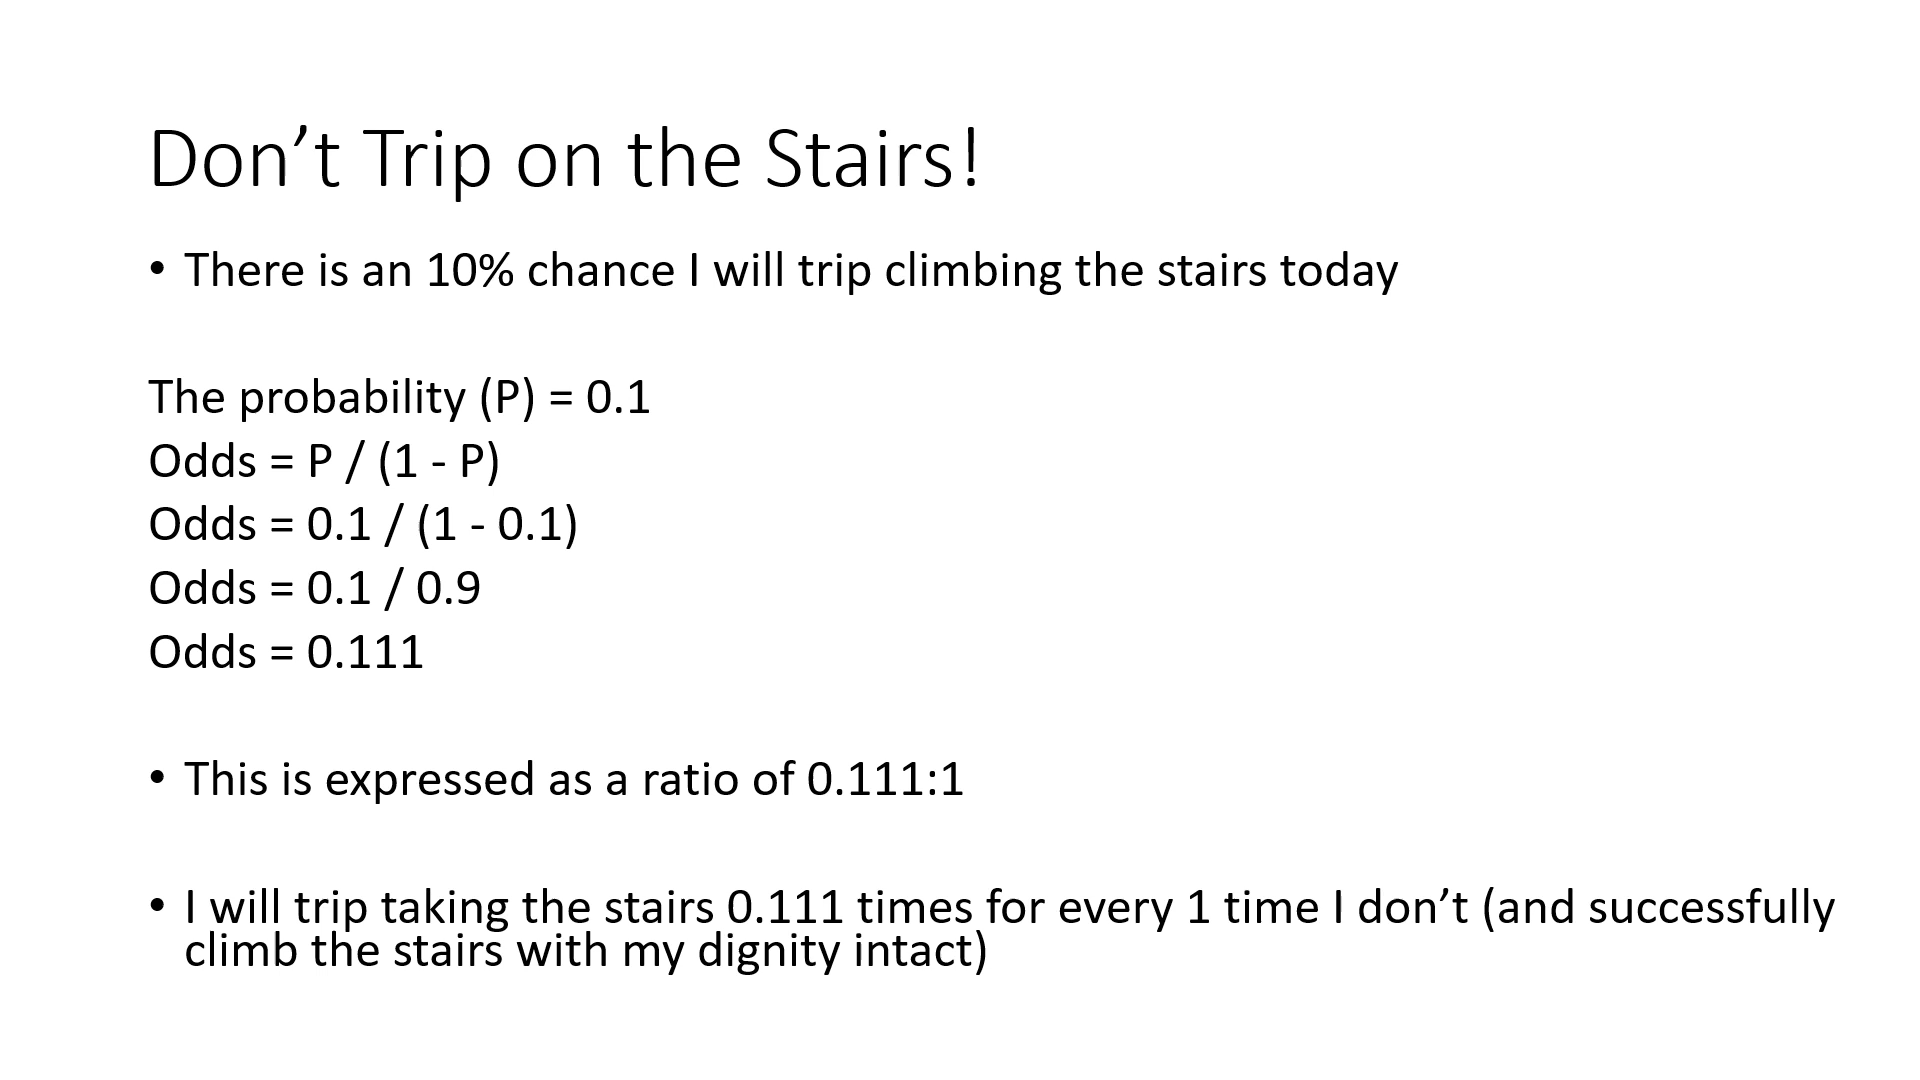 Don’t Trip on the Stairs!
• There is an 10% chance I will trip climbing the stairs today
The probability (P) = 0.1
Odds = P / (1 - P)
Odds = 0.1 / (1 - 0.1)
Odds = 0.1 / 0.9
Odds = 0.111
• This is expressed as a ratio of 0.111:1
• I will trip taking the stairs 0.111 times for every 1 time I don’t (and successfully
climb the stairs with my dignity intact)